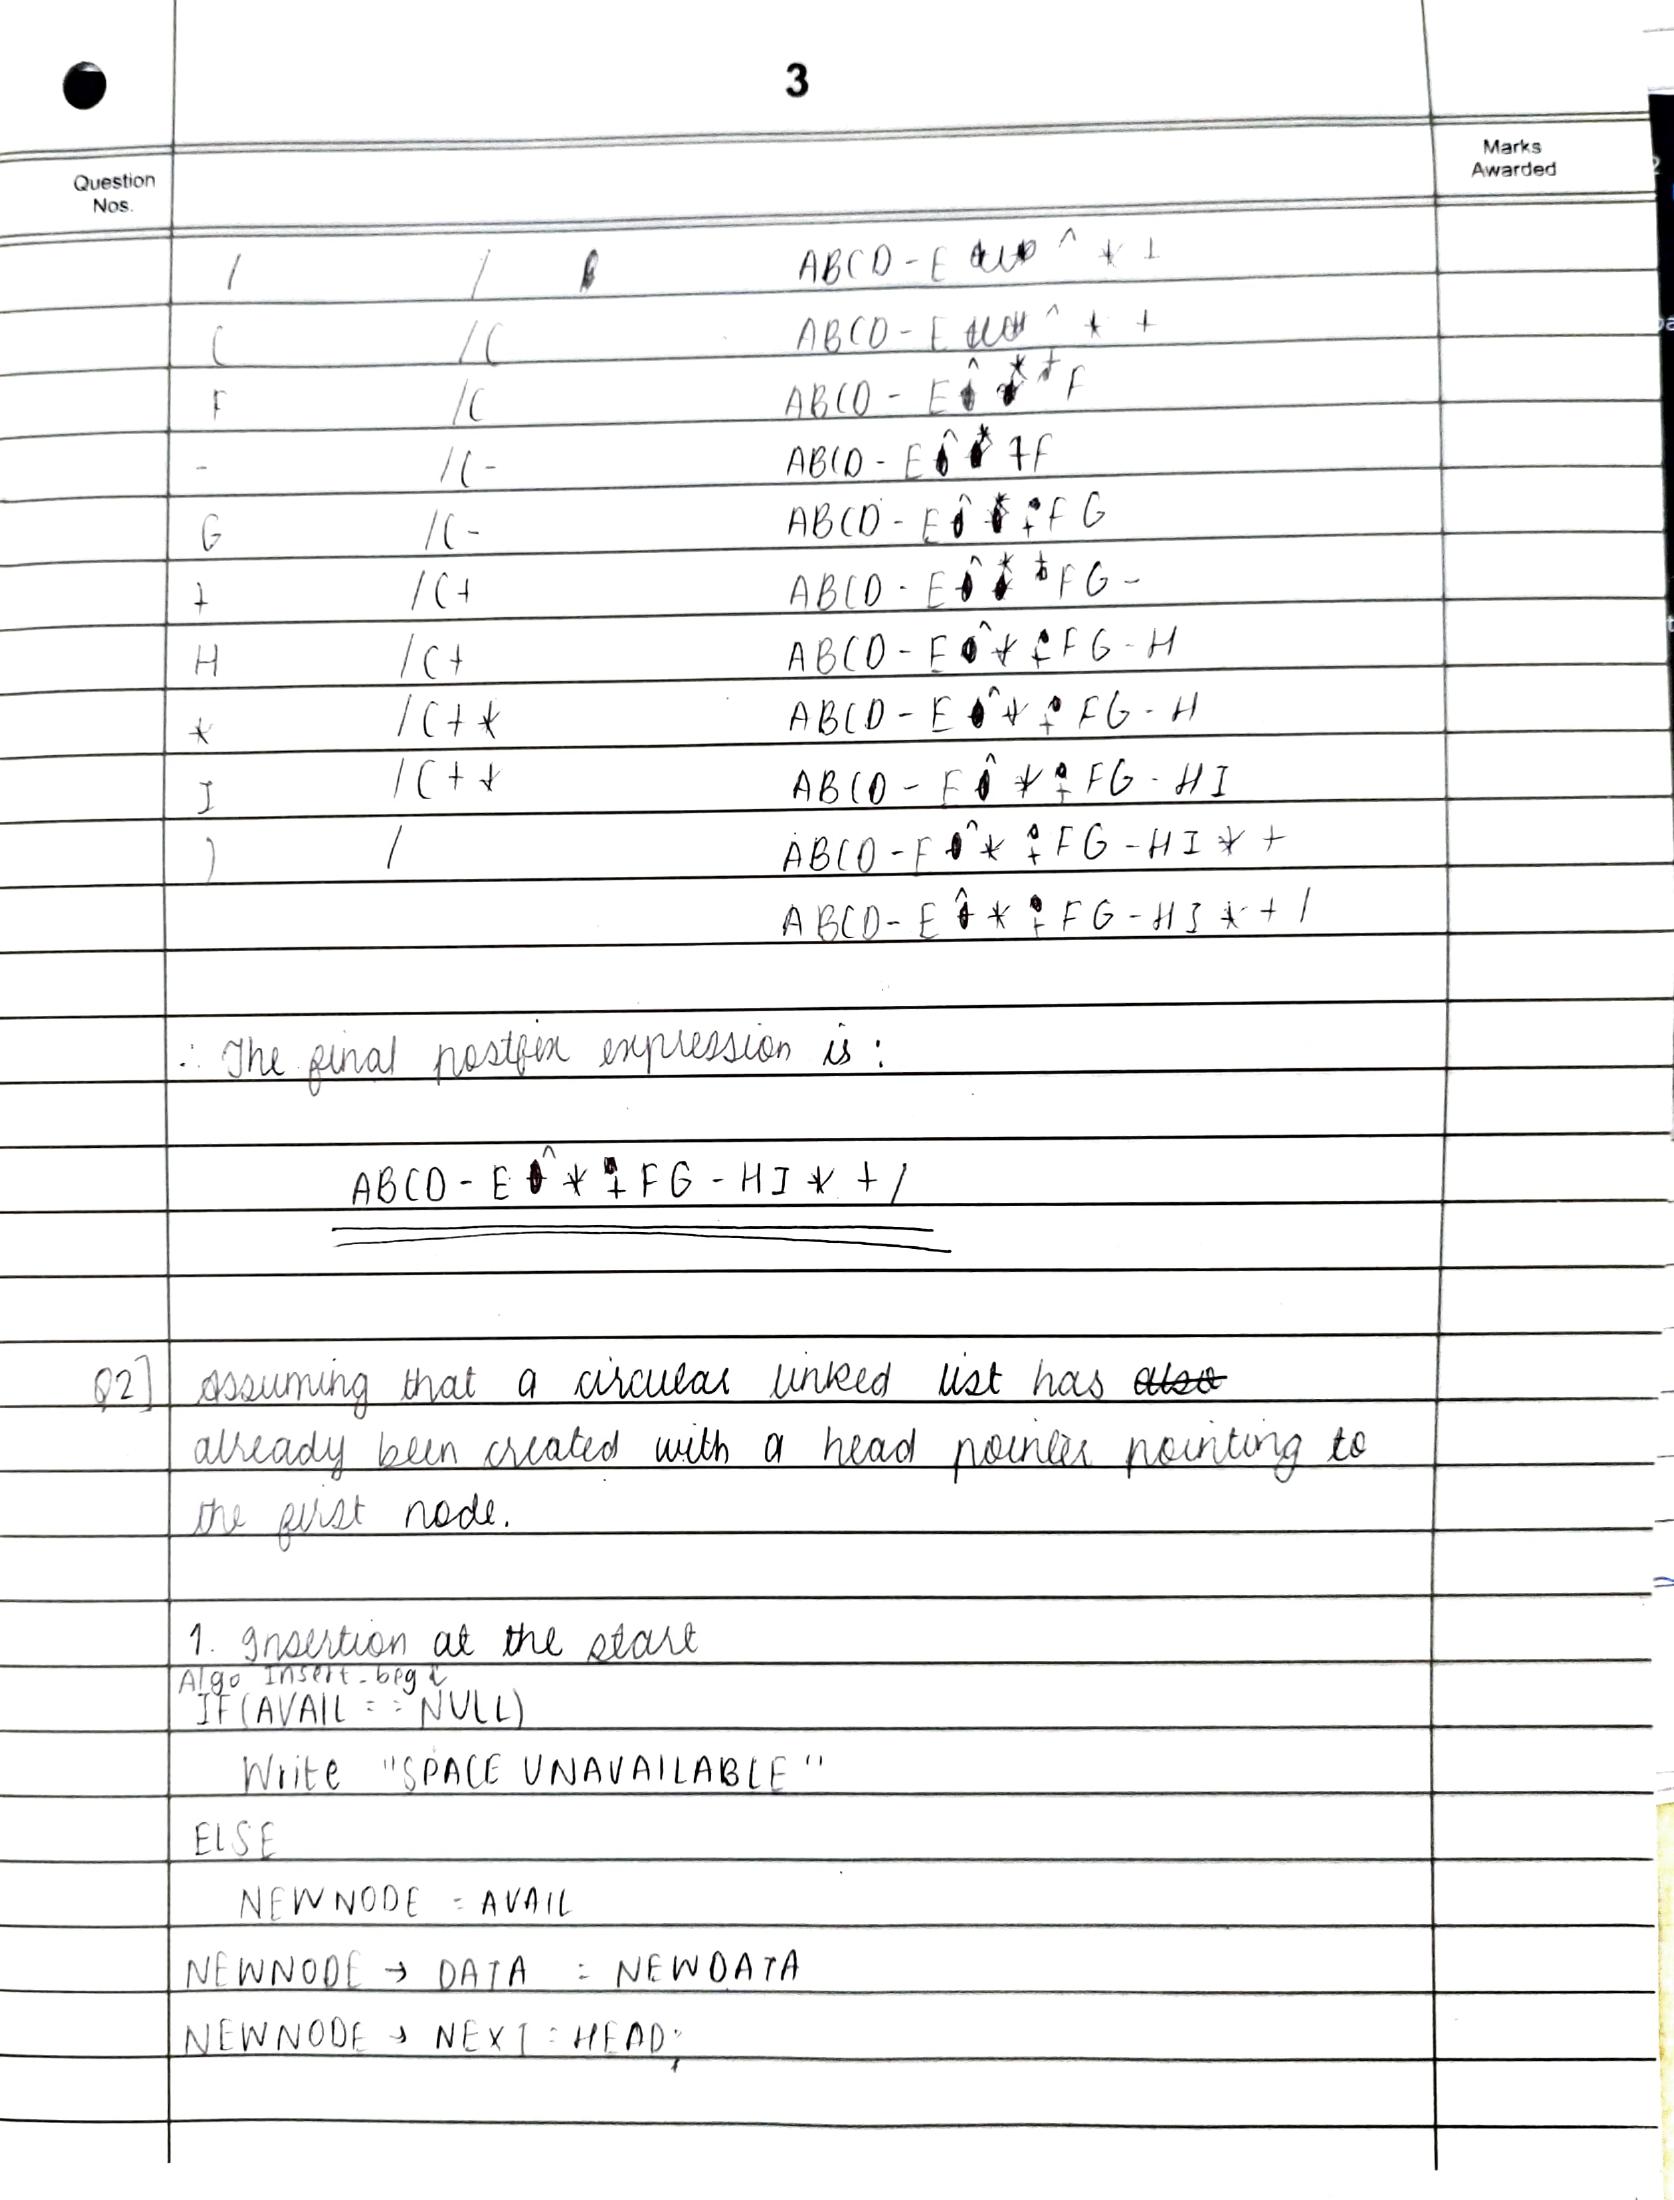 3
Question Nos.
Marks Awarded
/ / ABCD - E ^ * +
( /( ABCD - E ^ * +
F /( ABCD - E ^ * + F
- /( - ABCD - E ^ * + F
G /( - ABCD - E ^ * + F G
+ /( + ABCD - E ^ * + F G -
H /( + ABCD - E ^ * + F G - H
* /( + * ABCD - E ^ * + F G - H
I /( + * ABCD - E ^ * + F G - H I
) / ABCD - E ^ * + F G - H I * +
ABCD - E ^ * + F G - H I * + /
∴ The final postfix expression is :
ABCD - E ^ * + F G - H I * + /
Q2] Assuming that a circular linked list has also
already been created with a head pointer pointing to
the first node.
1. Insertion at the start
Algo Insert-beg {
IF (AVAIL == NULL)
Write "SPACE UNAVAILABLE"
ELSE
NEWNODE = AVAIL
NEWNODE → DATA = NEWDATA
NEWNODE → NEXT = HEAD;